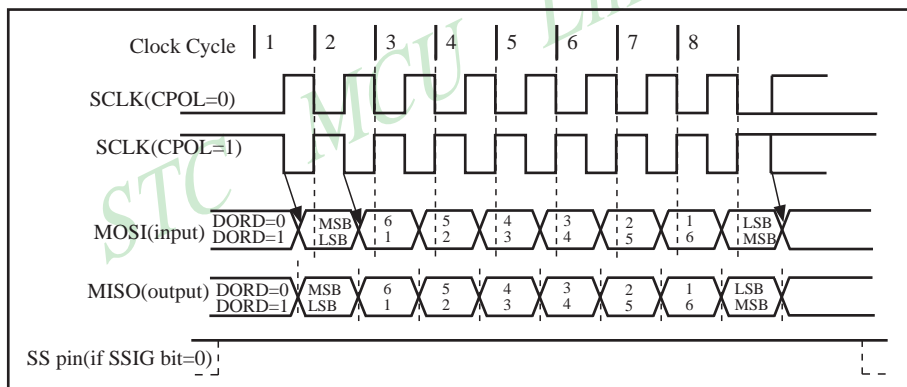 STC MCU Lim
Clock Cycle 1 2 3 4 5 6 7 8
SCLK(CPOL=0)
SCLK(CPOL=1)
MOSI(input) DORD=0 MSB 6 5 4 3 2 1 LSB
DORD=1 LSB 1 2 3 4 5 6 MSB
MISO(output) DORD=0 MSB 6 5 4 3 2 1 LSB
DORD=1 LSB 1 2 3 4 5 6 MSB
SS pin(if SSIG bit=0)